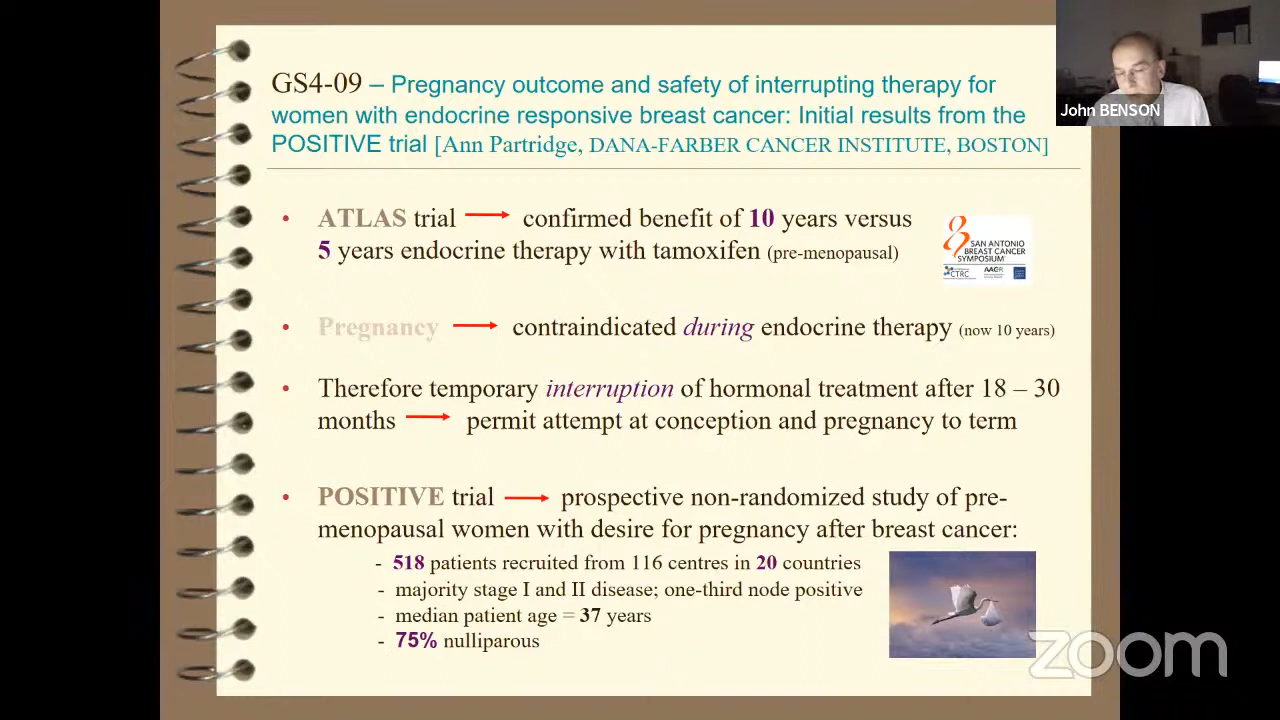 GS4-09 – Pregnancy outcome and safety of interrupting therapy for
women with endocrine responsive breast cancer: Initial results from the
POSITIVE trial [Ann Partridge, DANA-FARBER CANCER INSTITUTE, BOSTON]
John BENSON
• ATLAS trial → confirmed benefit of 10 years versus
5 years endocrine therapy with tamoxifen (pre-menopausal)
SAN ANTONIO
BREAST CANCER
SYMPOSIUM
CTRC
AACR
• Pregnancy → contraindicated during endocrine therapy (now 10 years)
• Therefore temporary interruption of hormonal treatment after 18 – 30
months → permit attempt at conception and pregnancy to term
• POSITIVE trial → prospective non-randomized study of pre-
menopausal women with desire for pregnancy after breast cancer:
- 518 patients recruited from 116 centres in 20 countries
- majority stage I and II disease; one-third node positive
- median patient age = 37 years
- 75% nulliparous
zoom